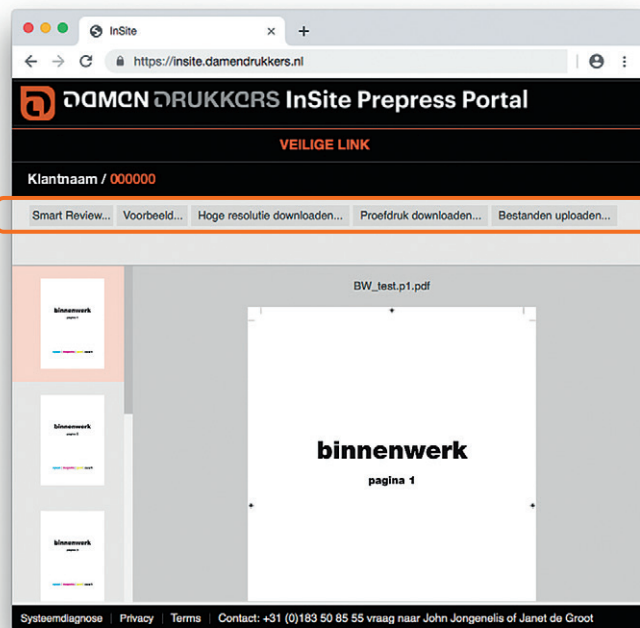 InSite
https://insite.damendrukkers.nl
DAMEN DRUKKERS InSite Prepress Portal
VEILIGE LINK
Klantnaam / 000000
Smart Review... Voorbeeld... Hoge resolutie downloaden... Proefdruk downloaden... Bestanden uploaden...
BW_test.p1.pdf
binnenwerk
pagina 1
binnenwerk
binnenwerk
binnenwerk
pagina 1
Systeemdiagnose Privacy Terms Contact: +31 (0)183 50 85 55 vraag naar John Jongenelis of Janet de Groot